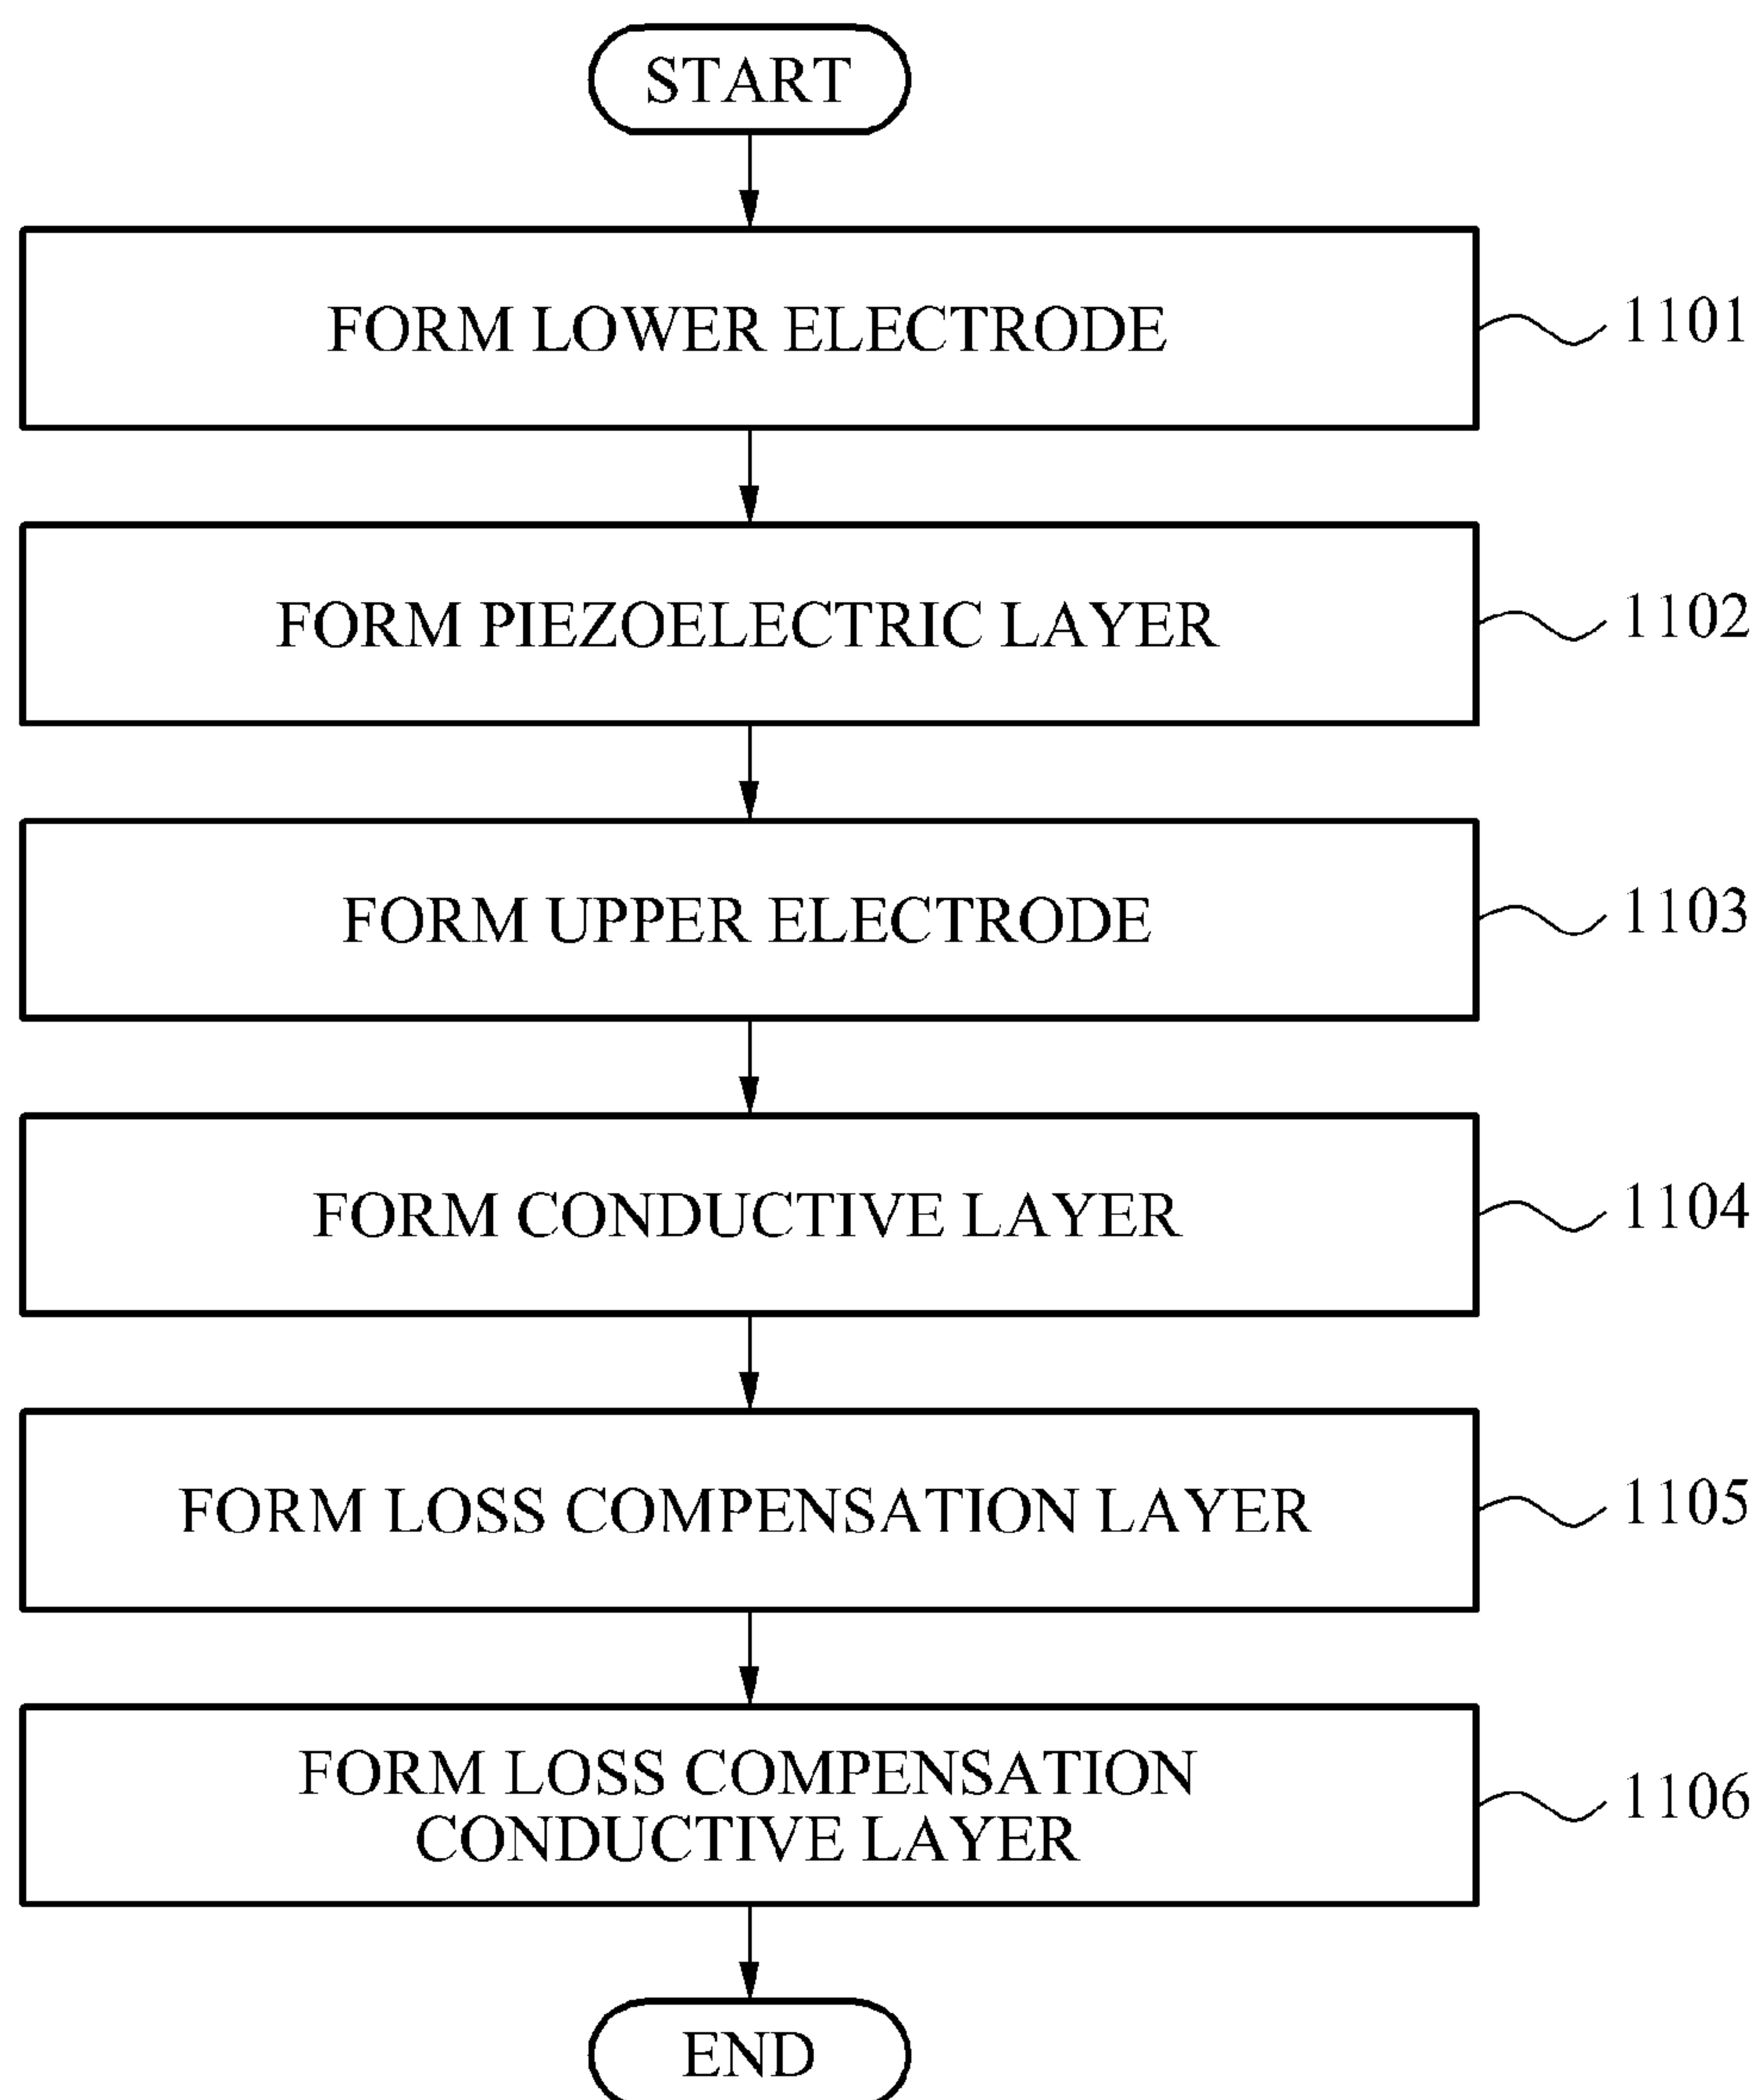 START
FORM LOWER ELECTRODE
1101
FORM PIEZOELECTRIC LAYER
1102
FORM UPPER ELECTRODE
1103
FORM CONDUCTIVE LAYER
1104
FORM LOSS COMPENSATION LAYER
1105
FORM LOSS COMPENSATION
CONDUCTIVE LAYER
1106
END